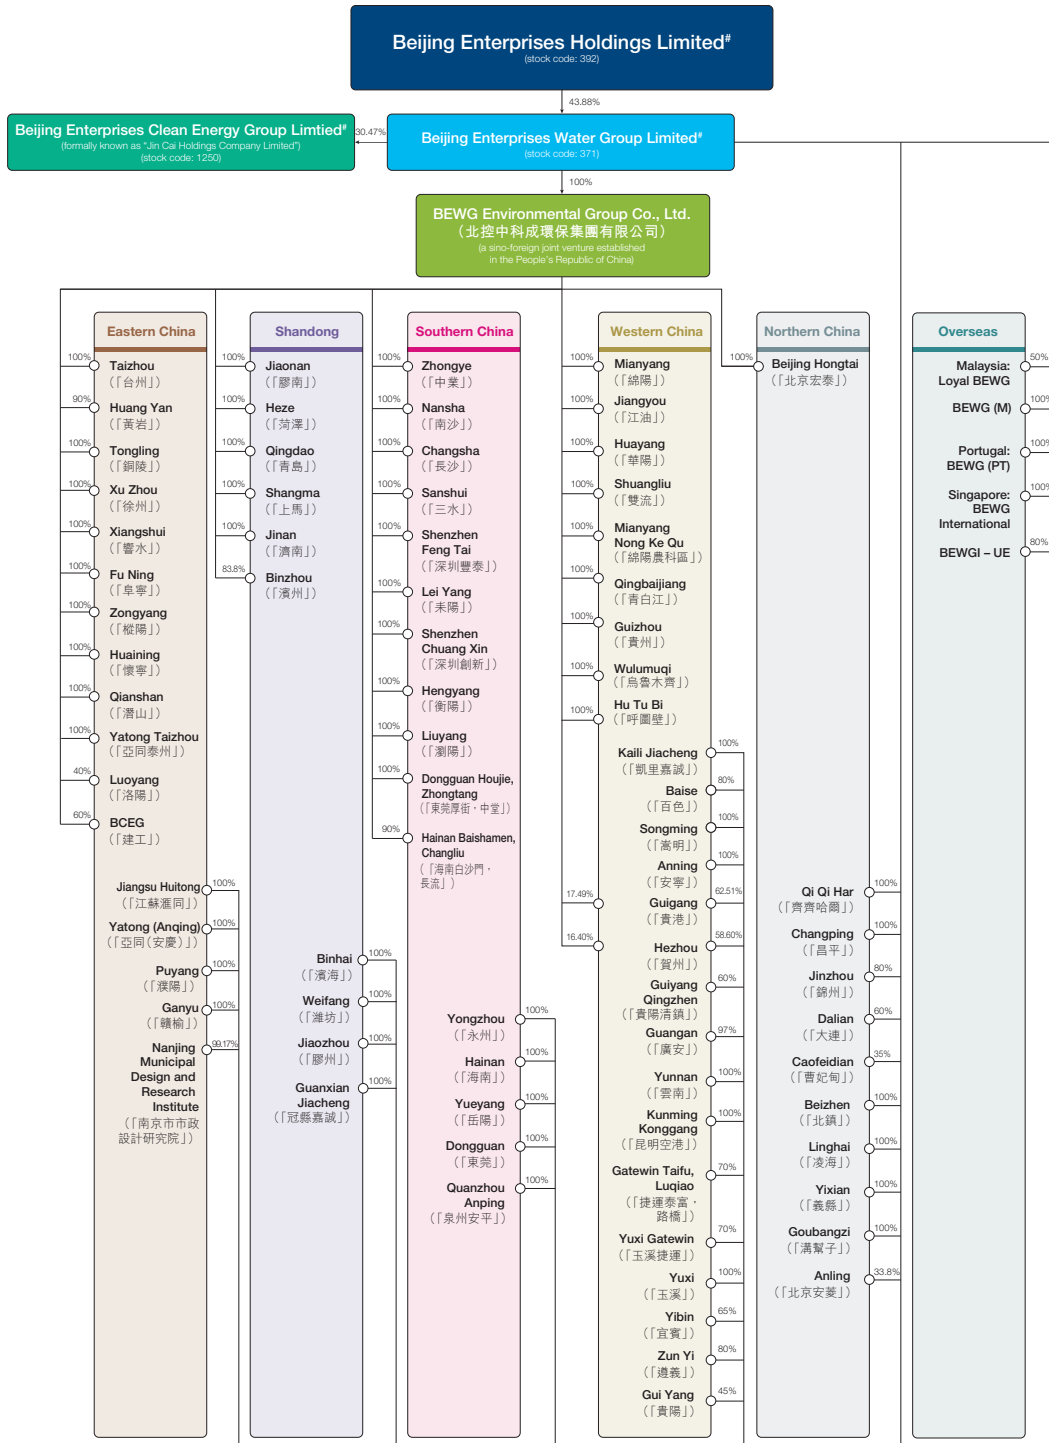 Beijing Enterprises Holdings Limited#
(stock code: 392)
43.88%
Beijing Enterprises Clean Energy Group Limtied#
(formally known as “Jin Cai Holdings Company Limited”)
(stock code: 1250)
30.47%
Beijing Enterprises Water Group Limited#
(stock code: 371)
100%
BEWG Environmental Group Co., Ltd.
（北控中科成環保集團有限公司）
(a sino-foreign joint venture established
in the People's Republic of China)
Eastern China
100%
Taizhou
（「台州」）
90%
Huang Yan
（「黃岩」）
100%
Tongling
（「銅陵」）
100%
Xu Zhou
（「徐州」）
100%
Xiangshui
（「響水」）
100%
Fu Ning
（「阜寧」）
100%
Zongyang
（「樅陽」）
100%
Huaining
（「懷寧」）
100%
Qianshan
（「潛山」）
100%
Yatong Taizhou
（「亞同泰州」）
40%
Luoyang
（「洛陽」）
60%
BCEG
（「建工」）
Jiangsu Huitong
100%
（「江蘇滙同」）
Yatong (Anqing)
100%
（「亞同(安慶)」）
Puyang
100%
（「濮陽」）
Ganyu
100%
（「贛榆」）
Nanjing
99.17%
Municipal
Design and
Research
Institute
（「南京市市政
設計研究院」）
Shandong
100%
Jiaonan
（「膠南」）
100%
Heze
（「菏澤」）
100%
Qingdao
（「青島」）
100%
Shangma
（「上馬」）
100%
Jinan
（「濟南」）
83.8%
Binzhou
（「濱州」）
Binhai
100%
（「濱海」）
Weifang
100%
（「濰坊」）
Jiaozhou
100%
（「膠州」）
Guanxian
100%
Jiacheng
（「冠縣嘉誠」）
Southern China
100%
Zhongye
（「中業」）
100%
Nansha
（「南沙」）
100%
Changsha
（「長沙」）
100%
Sanshui
（「三水」）
100%
Shenzhen
Feng Tai
（「深圳豐泰」）
100%
Lei Yang
（「耒陽」）
100%
Shenzhen
Chuang Xin
（「深圳創新」）
100%
Hengyang
（「衡陽」）
100%
Liuyang
（「瀏陽」）
100%
Dongguan Houjie,
Zhongtang
（「東莞厚街，中堂」）
90%
Hainan Baishamen,
Changliu
（「海南白沙門，
長流」）
Yongzhou
100%
（「永州」）
Hainan
100%
（「海南」）
Yueyang
100%
（「岳陽」）
Dongguan
100%
（「東莞」）
Quanzhou
100%
Anping
（「泉州安平」）
Western China
100%
Mianyang
（「綿陽」）
100%
Jiangyou
（「江油」）
100%
Huayang
（「華陽」）
100%
Shuangliu
（「雙流」）
100%
Mianyang
Nong Ke Qu
（「綿陽農科區」）
100%
Qingbaijiang
（「青白江」）
100%
Guizhou
（「貴州」）
100%
Wulumuqi
（「烏魯木齊」）
100%
Hu Tu Bi
（「呼圖壁」）
Kaili Jiacheng
100%
（「凱里嘉誠」）
Baise
80%
（「百色」）
Songming
100%
（「嵩明」）
Anning
100%
（「安寧」）
17.49%
Guigang
62.51%
（「貴港」）
16.40%
Hezhou
58.60%
（「賀州」）
Guiyang
60%
Qingzhen
（「貴陽清鎮」）
Guangan
97%
（「廣安」）
Yunnan
100%
（「雲南」）
Kunming
100%
Konggang
（「昆明空港」）
Gatewin Taifu,
70%
Luqiao
（「捷運泰富，
路橋」）
Yuxi Gatewin
70%
（「玉溪捷運」）
Yuxi
100%
（「玉溪」）
Yibin
65%
（「宜賓」）
Zun Yi
80%
（「遵義」）
Gui Yang
45%
（「貴陽」）
Northern China
100%
Beijing Hongtai
（「北京宏泰」）
Qi Qi Har
100%
（「齊齊哈爾」）
Changping
100%
（「昌平」）
Jinzhou
80%
（「錦州」）
Dalian
60%
（「大連」）
Caofeidian
35%
（「曹妃甸」）
Beizhen
100%
（「北鎮」）
Linghai
100%
（「凌海」）
Yixian
100%
（「義縣」）
Goubangzi
100%
（「溝幫子」）
Anling
33.8%
（「北京安菱」）
Overseas
Malaysia:
50%
Loyal BEWG
BEWG (M)
100%
Portugal:
100%
BEWG (PT)
Singapore:
100%
BEWG
International
BEWGI – UE
80%